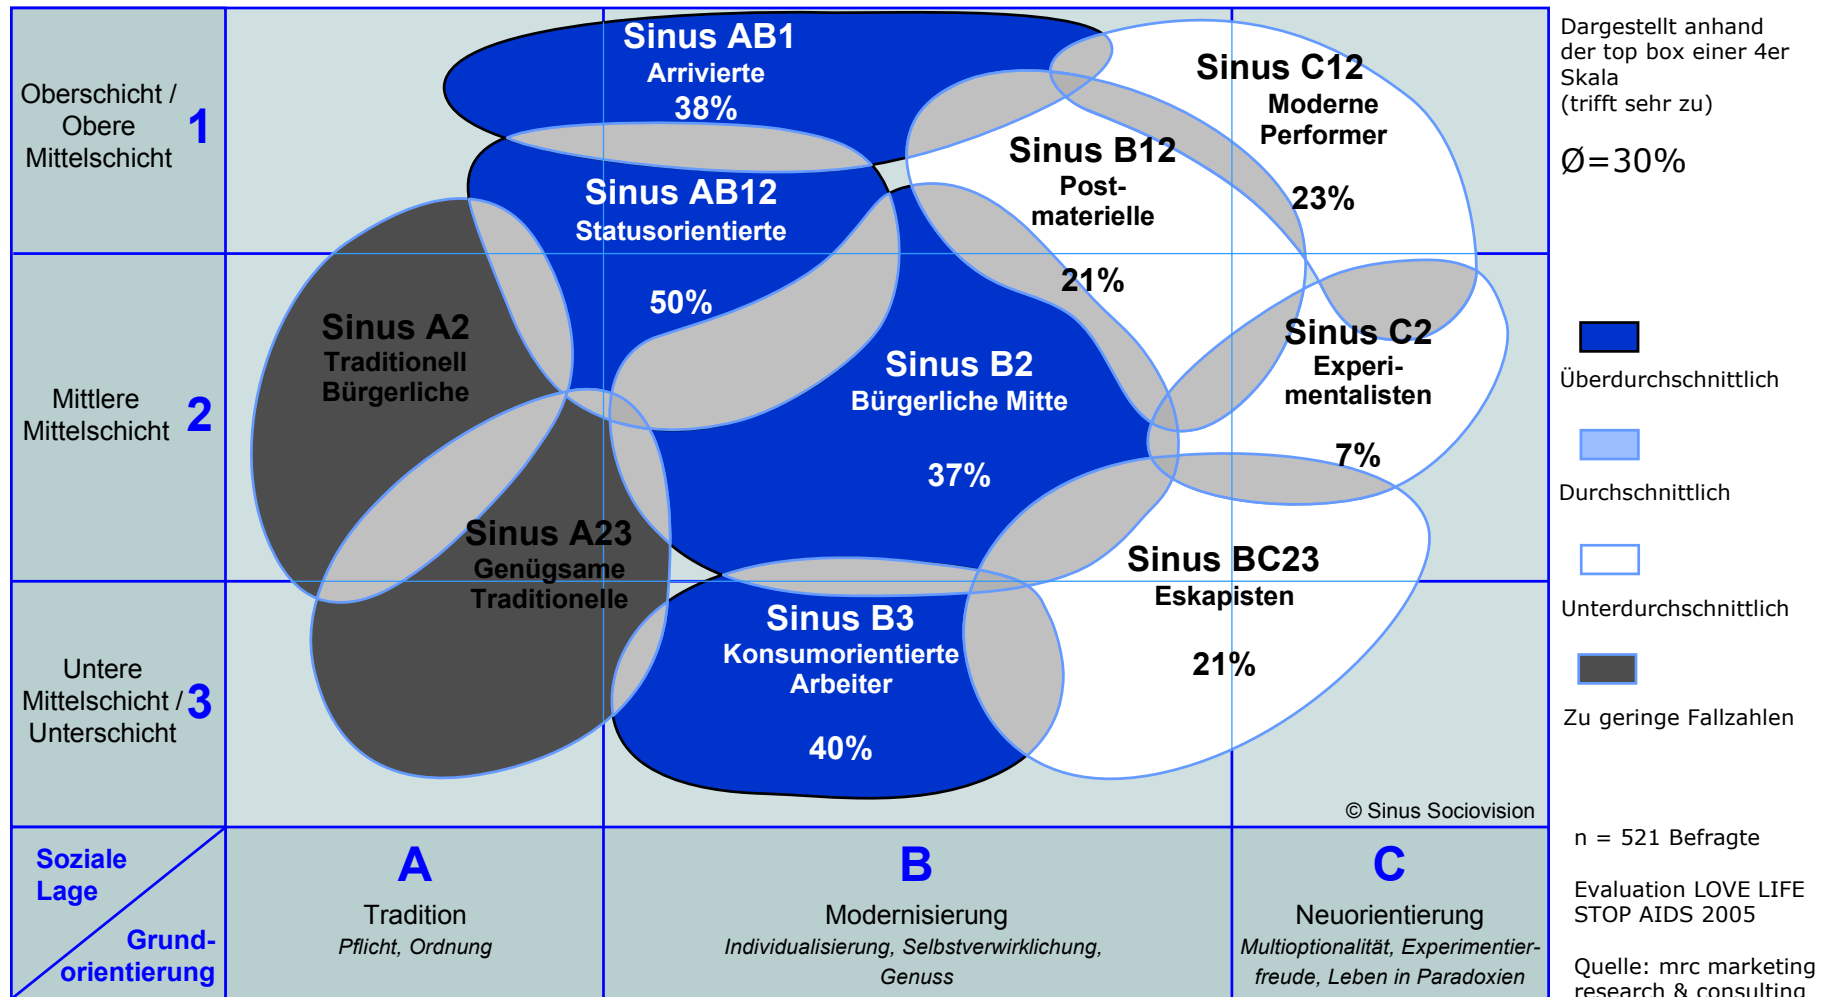 Sinus AB1
Arrivierte
38%
Sinus C12
Moderne
Performer
23%
Sinus B12
Post-
materielle
21%
Sinus AB12
Statusorientierte
50%
Sinus A2
Traditionell
Bürgerliche
Sinus B2
Bürgerliche Mitte
37%
Sinus C2
Experi-
mentalisten
7%
Sinus A23
Genügsame
Traditionelle
Sinus BC23
Eskapisten
21%
Sinus B3
Konsumorientierte
Arbeiter
40%
© Sinus Sociovision
Oberschicht /
Obere
Mittelschicht
1
Mittlere
Mittelschicht
2
Untere
Mittelschicht /
Unterschicht
3
Soziale
Lage
Grund-
orientierung
A
Tradition
Pflicht, Ordnung
B
Modernisierung
Individualisierung, Selbstverwirklichung,
Genuss
C
Neuorientierung
Multioptionalität, Experimentier-
freude, Leben in Paradoxien
Dargestellt anhand
der top box einer 4er
Skala
(trifft sehr zu)
Ø=30%
Überdurchschnittlich
Durchschnittlich
Unterdurchschnittlich
Zu geringe Fallzahlen
n = 521 Befragte
Evaluation LOVE LIFE
STOP AIDS 2005
Quelle: mrc marketing
research & consulting